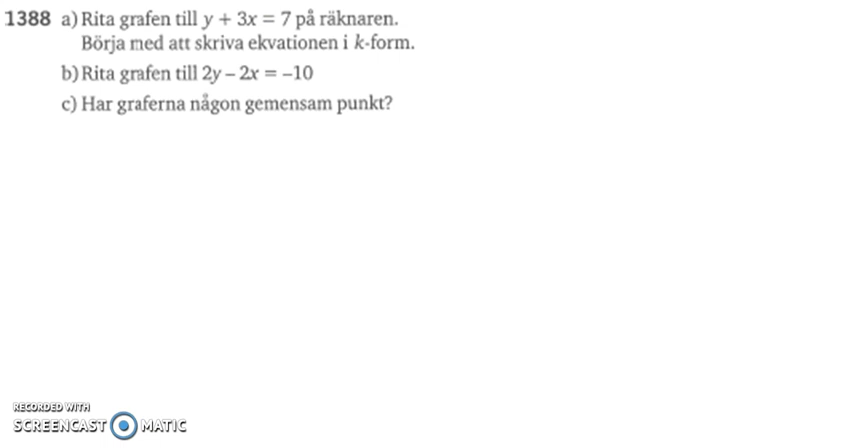 1388 a) Rita grafen till y + 3x = 7 på räknaren.
Börja med att skriva ekvationen i k-form.
b) Rita grafen till 2y – 2x = –10
c) Har graferna någon gemensam punkt?
RECORDED WITH
SCREENCAST MATIC